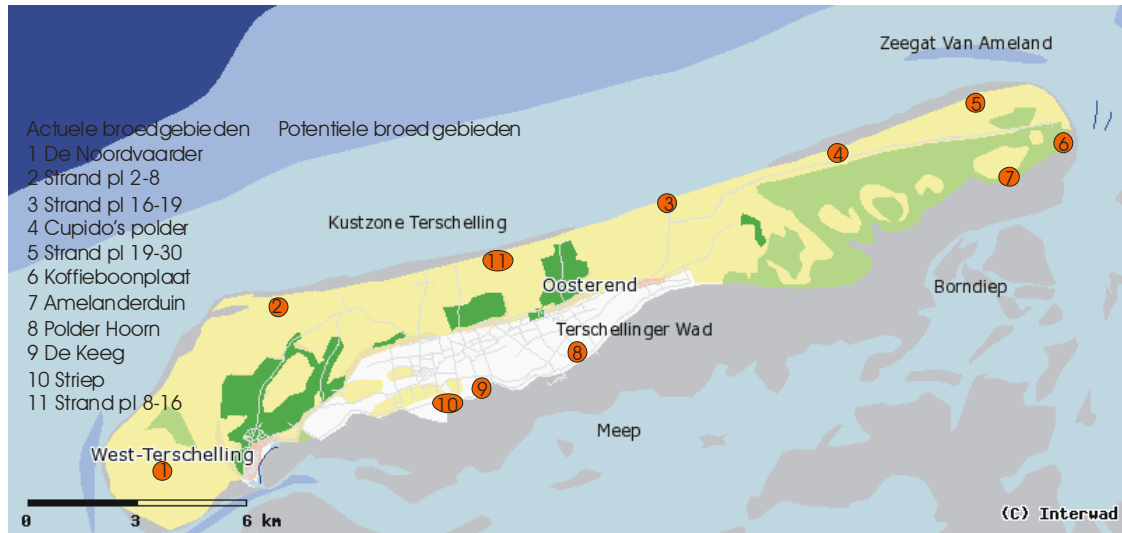 Zeegat Van Ameland
Actuele broedgebieden Potentiele broed gebieden
1 De Noordvaarder
2 Strand pl 2-8
3 Strand pl 16-19
4 Cupido's polder
5 Strand pl 19-30
6 Koffieboonplaat
7 Amelanderduin
8 Polder Hoorn
9 De Keeg
10 Striep
11 Strand pl 8-16
5
4
6
7
3
Kustzone Terschelling
11
Oosterend
Borndiep
2
Terschellinger Wad
8
9
10
Meep
West-Terschelling
1
0 3 6 km
(C) Interwad